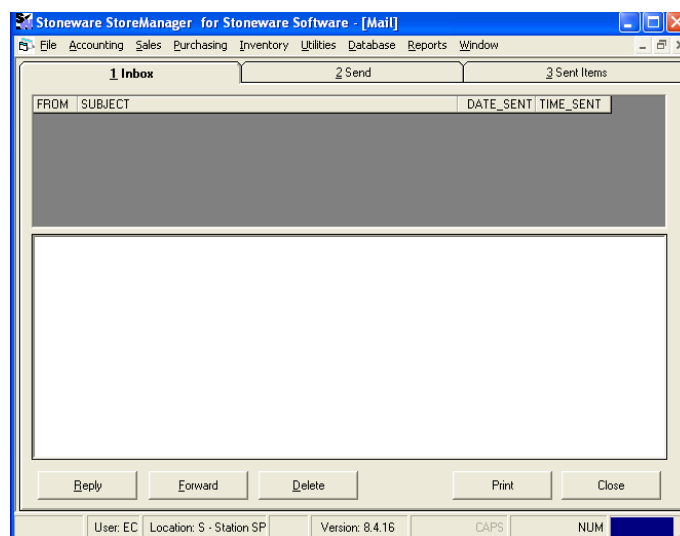 Stoneware StoreManager for Stoneware Software - [Mail]
File Accounting Sales Purchasing Inventory Utilities Database Reports Window
1 Inbox 2 Send 3 Sent Items
FROM SUBJECT DATE_SENT TIME_SENT
Reply Forward Delete Print Close
User: EC Location: S - Station SP Version: 8.4.16 CAPS NUM